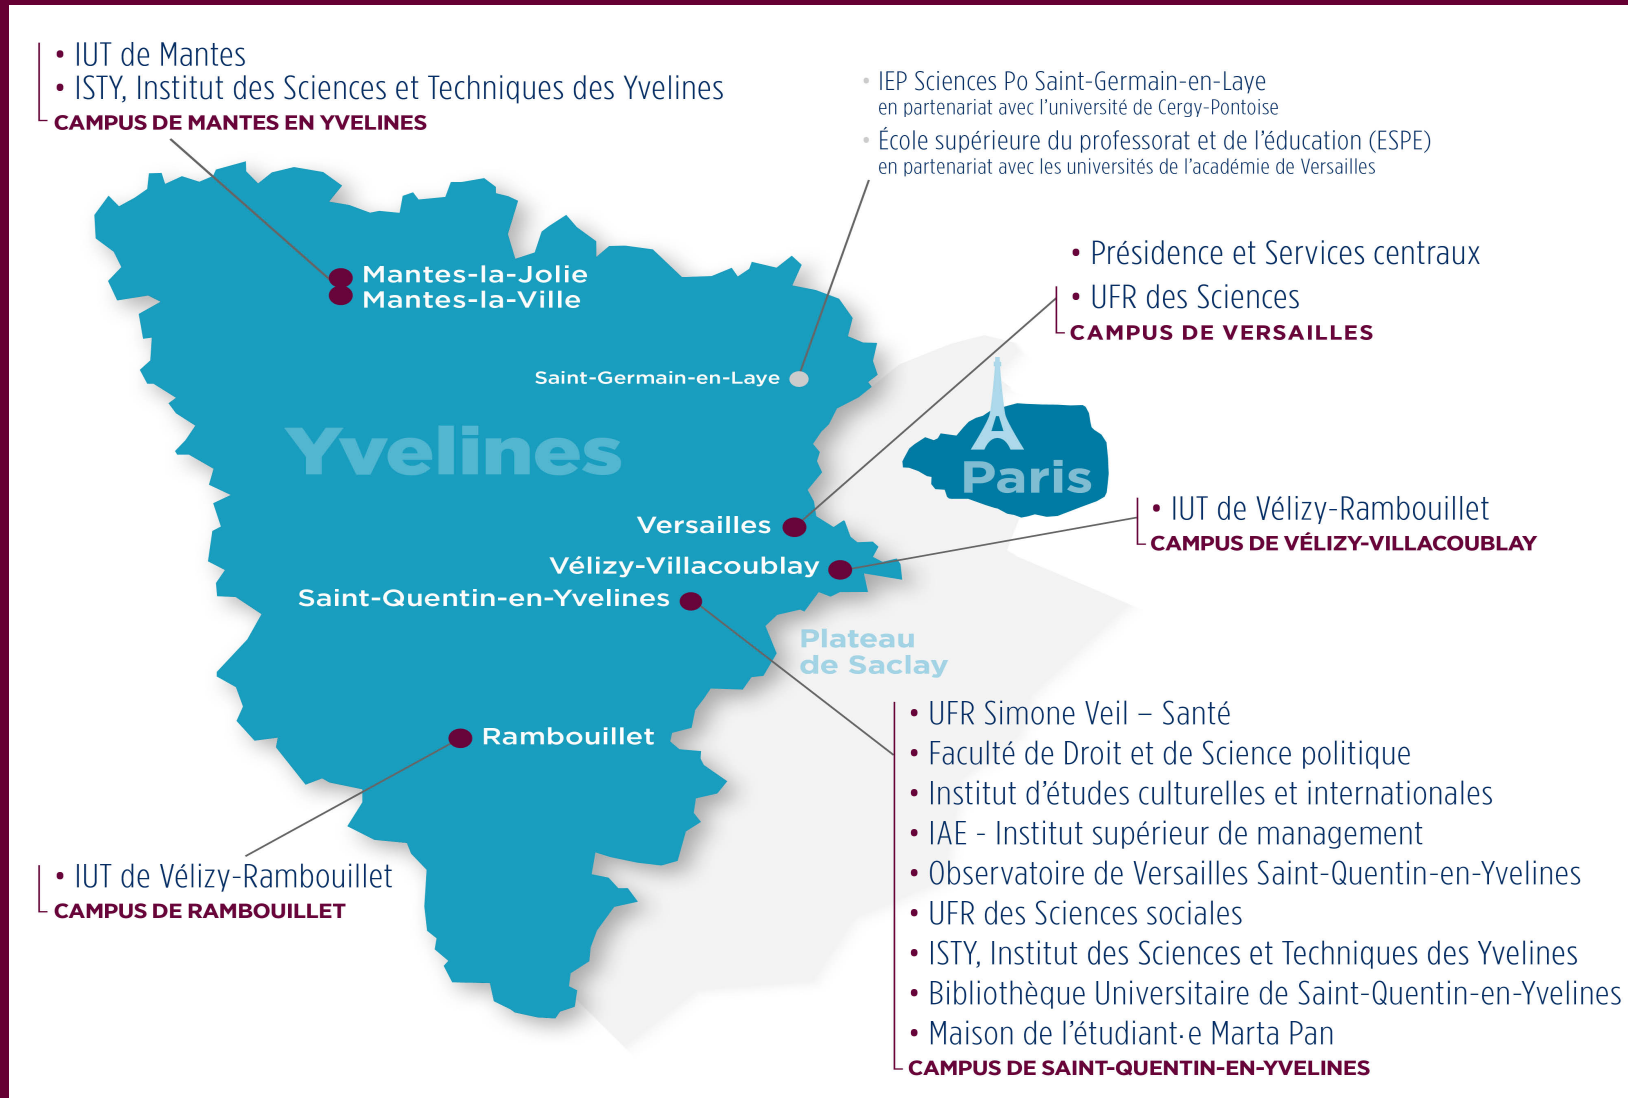 • IUT de Mantes
• ISTY, Institut des Sciences et Techniques des Yvelines
CAMPUS DE MANTES EN YVELINES
• IEP Sciences Po Saint-Germain-en-Laye
en partenariat avec l'université de Cergy-Pontoise
• École supérieure du professorat et de l'éducation (ESPE)
en partenariat avec les universités de l'académie de Versailles
• Présidence et Services centraux
• UFR des Sciences
CAMPUS DE VERSAILLES
Mantes-la-Jolie
Mantes-la-Ville
Saint-Germain-en-Laye
Yvelines
Paris
Versailles
• IUT de Vélizy-Rambouillet
CAMPUS DE VÉLIZY-VILLACOUBLAY
Vélizy-Villacoublay
Saint-Quentin-en-Yvelines
Plateau
de Saclay
Rambouillet
• IUT de Vélizy-Rambouillet
CAMPUS DE RAMBOUILLET
• UFR Simone Veil – Santé
• Faculté de Droit et de Science politique
• Institut d'études culturelles et internationales
• IAE - Institut supérieur de management
• Observatoire de Versailles Saint-Quentin-en-Yvelines
• UFR des Sciences sociales
• ISTY, Institut des Sciences et Techniques des Yvelines
• Bibliothèque Universitaire de Saint-Quentin-en-Yvelines
• Maison de l'étudiant·e Marta Pan
CAMPUS DE SAINT-QUENTIN-EN-YVELINES